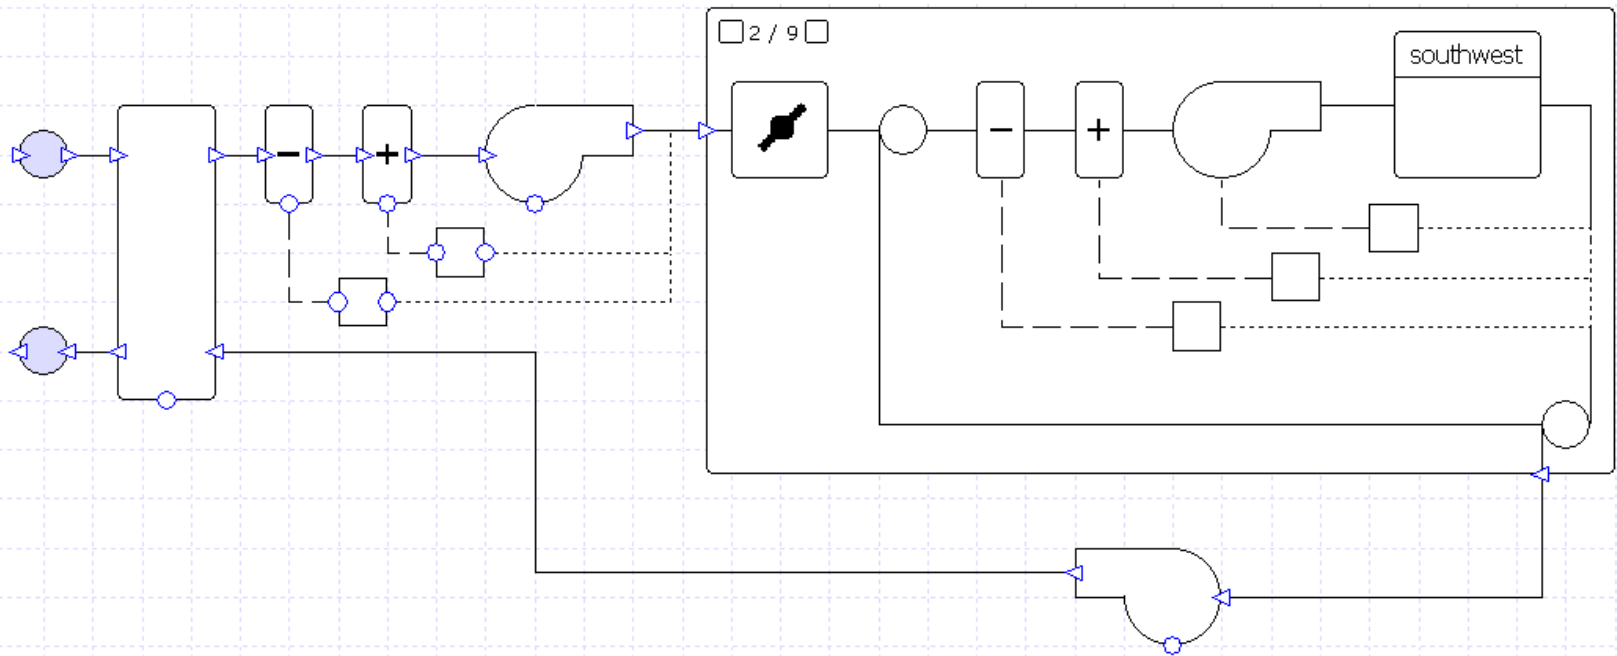 2 / 9
southwest
− +
− +